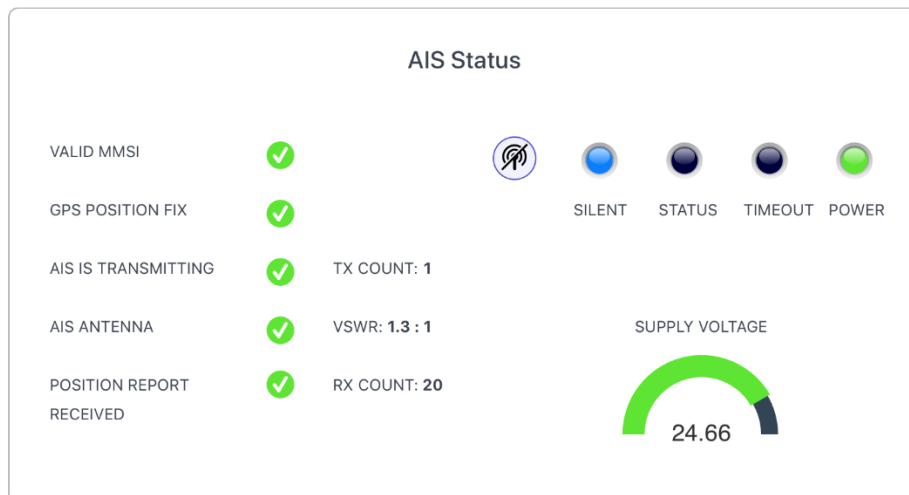 AIS Status
VALID MMSI
SILENT STATUS TIMEOUT POWER
GPS POSITION FIX
AIS IS TRANSMITTING TX COUNT: 1
AIS ANTENNA VSWR: 1.3 : 1
POSITION REPORT
RECEIVED
RX COUNT: 20
SUPPLY VOLTAGE
24.66